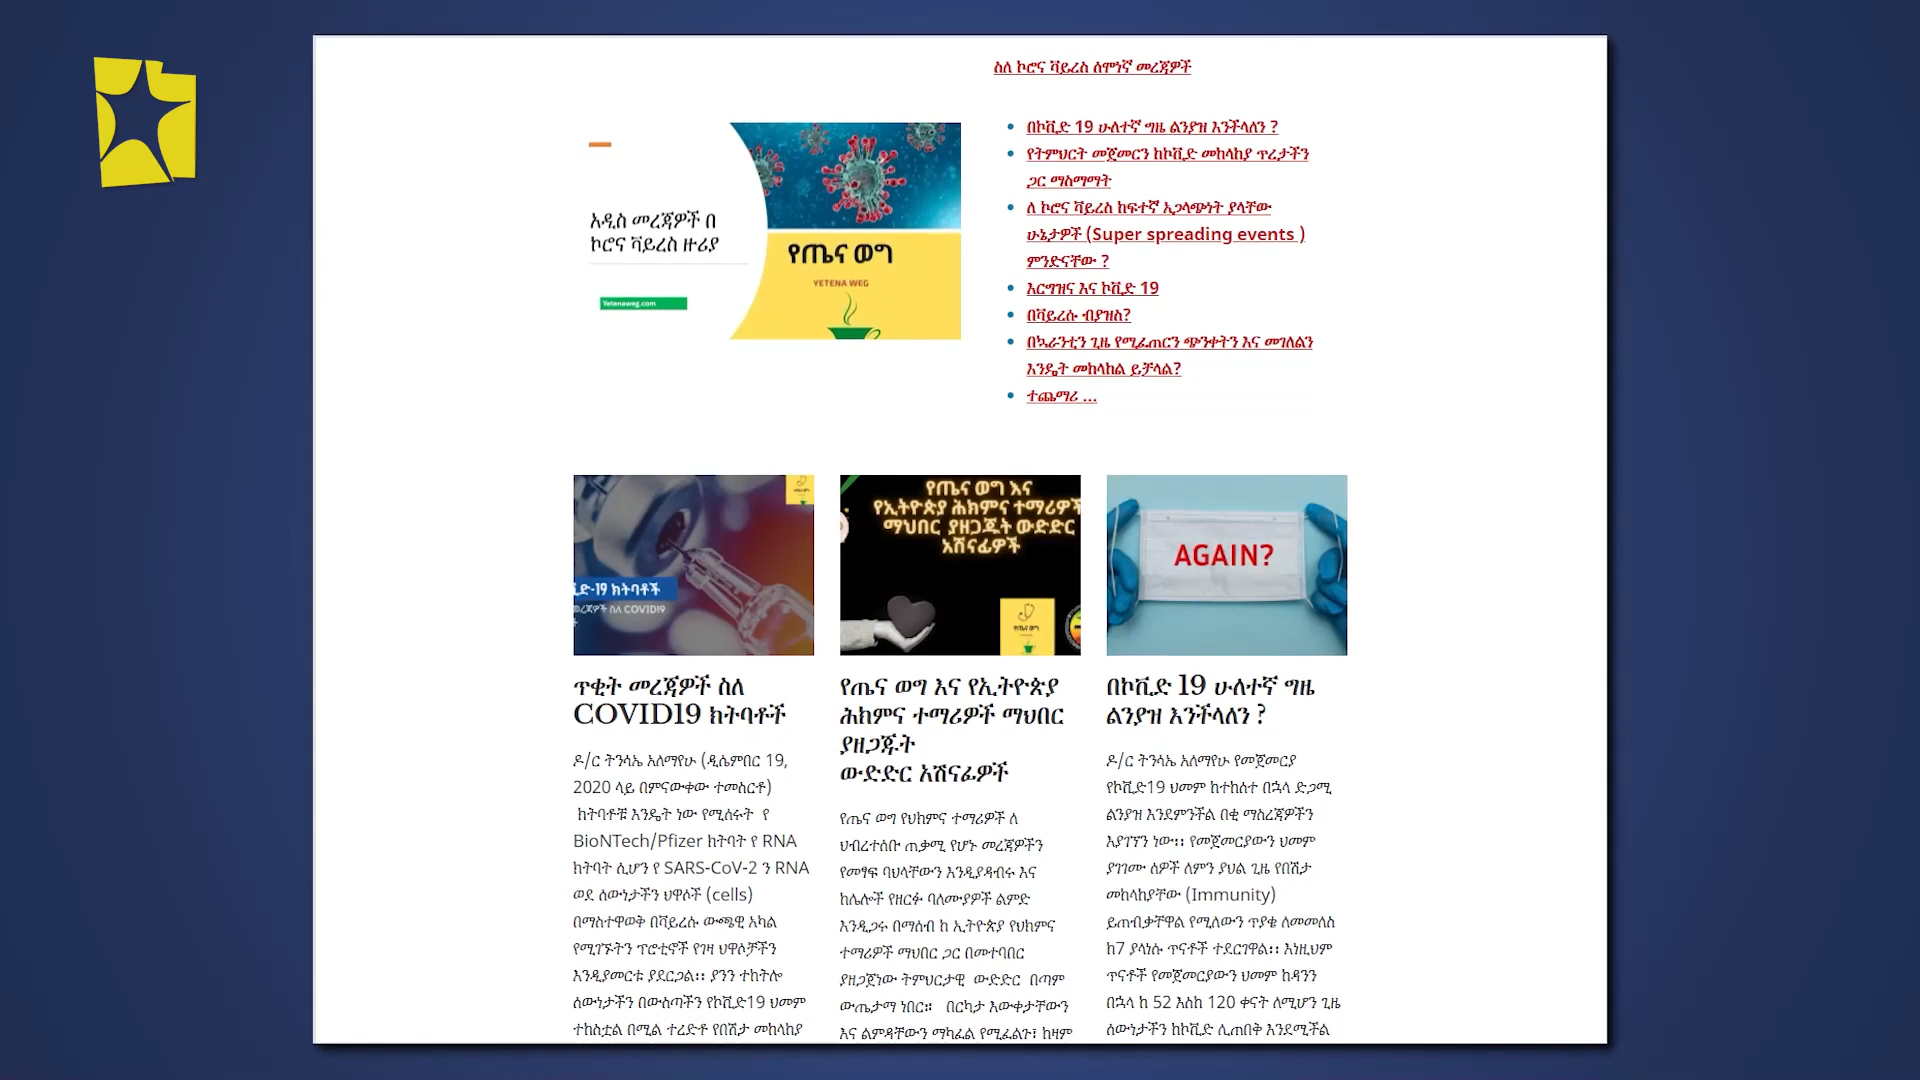 ስለ ኮሮና ቫይረስ ሰሞነኛ መረጃዎች
አዲስ መረጃዎች በ
ኮሮና ቫይረስ ዙሪያ
Yetenaweg.com
የጤና ወግ
YETENA WEG
በኮቪድ 19 ሁለተኛ ግዜ ልንያዝ እንችላለን ?
የትምህርት መጀመርን ከኮቪድ መከላከያ ጥረታችን
ጋር ማስማማት
ለ ኮሮና ቫይረስ ከፍተኛ አጋላጭነት ያላቸው
ሁኔታዎች (Super spreading events )
ምንድናቸው ?
እርግዝና እና ኮቪድ 19
በቫይረሱ ብያዝስ?
በኳራንቲን ጊዜ የሚፈጠርን ጭንቀትን እና መገለልን
እንዴት መከላከል ይቻላል?
ተጨማሪ ...
ቪድ-19 ክትባቶች
መረጃዎች ስለ COVID19
የጤና ወግ እና
የኢትዮጵያ ሕክምና ተማሪዎች
ማህበር ያዘጋጁት ውድድር
አሸናፊዎች
የጤና ወግ
AGAIN?
ጥቂት መረጃዎች ስለ
COVID19 ክትባቶች
ዶ/ር ትንሳኤ አለማየሁ (ዲሴምበር 19,
2020 ላይ በምናውቀው ተመስርቶ)
ክትባቶቹ እንዴት ነው የሚሰሩት የ
BioNTech/Pfizer ክትባት የ RNA
ክትባት ሲሆን የ SARS-CoV-2 ን RNA
ወደ ሰውነታችን ህዋሶች (cells)
በማስተዋወቅ በቫይረሱ ውጫዊ አካል
የሚገኙትን ፕሮቲኖች የገዛ ህዋሶቻችን
እንዲያመርቱ ያደርጋል፡፡ ያንን ተከትሎ
ሰውነታችን በውስጣችን የኮቪድ19 ህመም
ተከስቷል በሚል ተረድቶ የበሽታ መከላከያ
የጤና ወግ እና የኢትዮጵያ
ሕክምና ተማሪዎች ማህበር
ያዘጋጁት
ውድድር አሸናፊዎች
የጤና ወግ የህክምና ተማሪዎች ለ
ህብረተሰቡ ጠቃሚ የሆኑ መረጃዎችን
የመፃፍ ባህላቸውን እንዲያዳብሩ እና
ከሌሎች የዘርፉ ባለሙያዎች ልምድ
እንዲጋሩ በማሰብ ከ ኢትዮጵያ የህክምና
ተማሪዎች ማህበር ጋር በመተባበር
ያዘጋጀነው ትምህርታዊ ውድድር በጣም
ውጤታማ ነበር። በርካታ እውቀታቸውን
እና ልምዳቸውን ማካፈል የሚፈልጉ፣ ከዛም
በኮቪድ 19 ሁለተኛ ግዜ
ልንያዝ እንችላለን ?
ዶ/ር ትንሳኤ አለማየሁ የመጀመርያ
የኮቪድ19 ህመም ከተከሰተ በኋላ ድጋሚ
ልንያዝ እንደምንችል በቂ ማስረጃዎችን
እያገኘን ነው፡፡ የመጀመርያውን ህመም
ያገገሙ ሰዎች ለምን ያህል ጊዜ የበሽታ
መከላከያቸው (Immunity)
ይጠብቃቸዋል የሚለውን ጥያቄ ለመመለስ
ከ7 ያላነሱ ጥናቶች ተደርገዋል፡፡ እነዚህም
ጥናቶች የመጀመርያውን ህመም ከዳንን
በኋላ ከ 52 እስከ 120 ቀናት ለሚሆን ጊዜ
ሰውነታችን ከኮቪድ ሊጠበቅ እንደሚችል